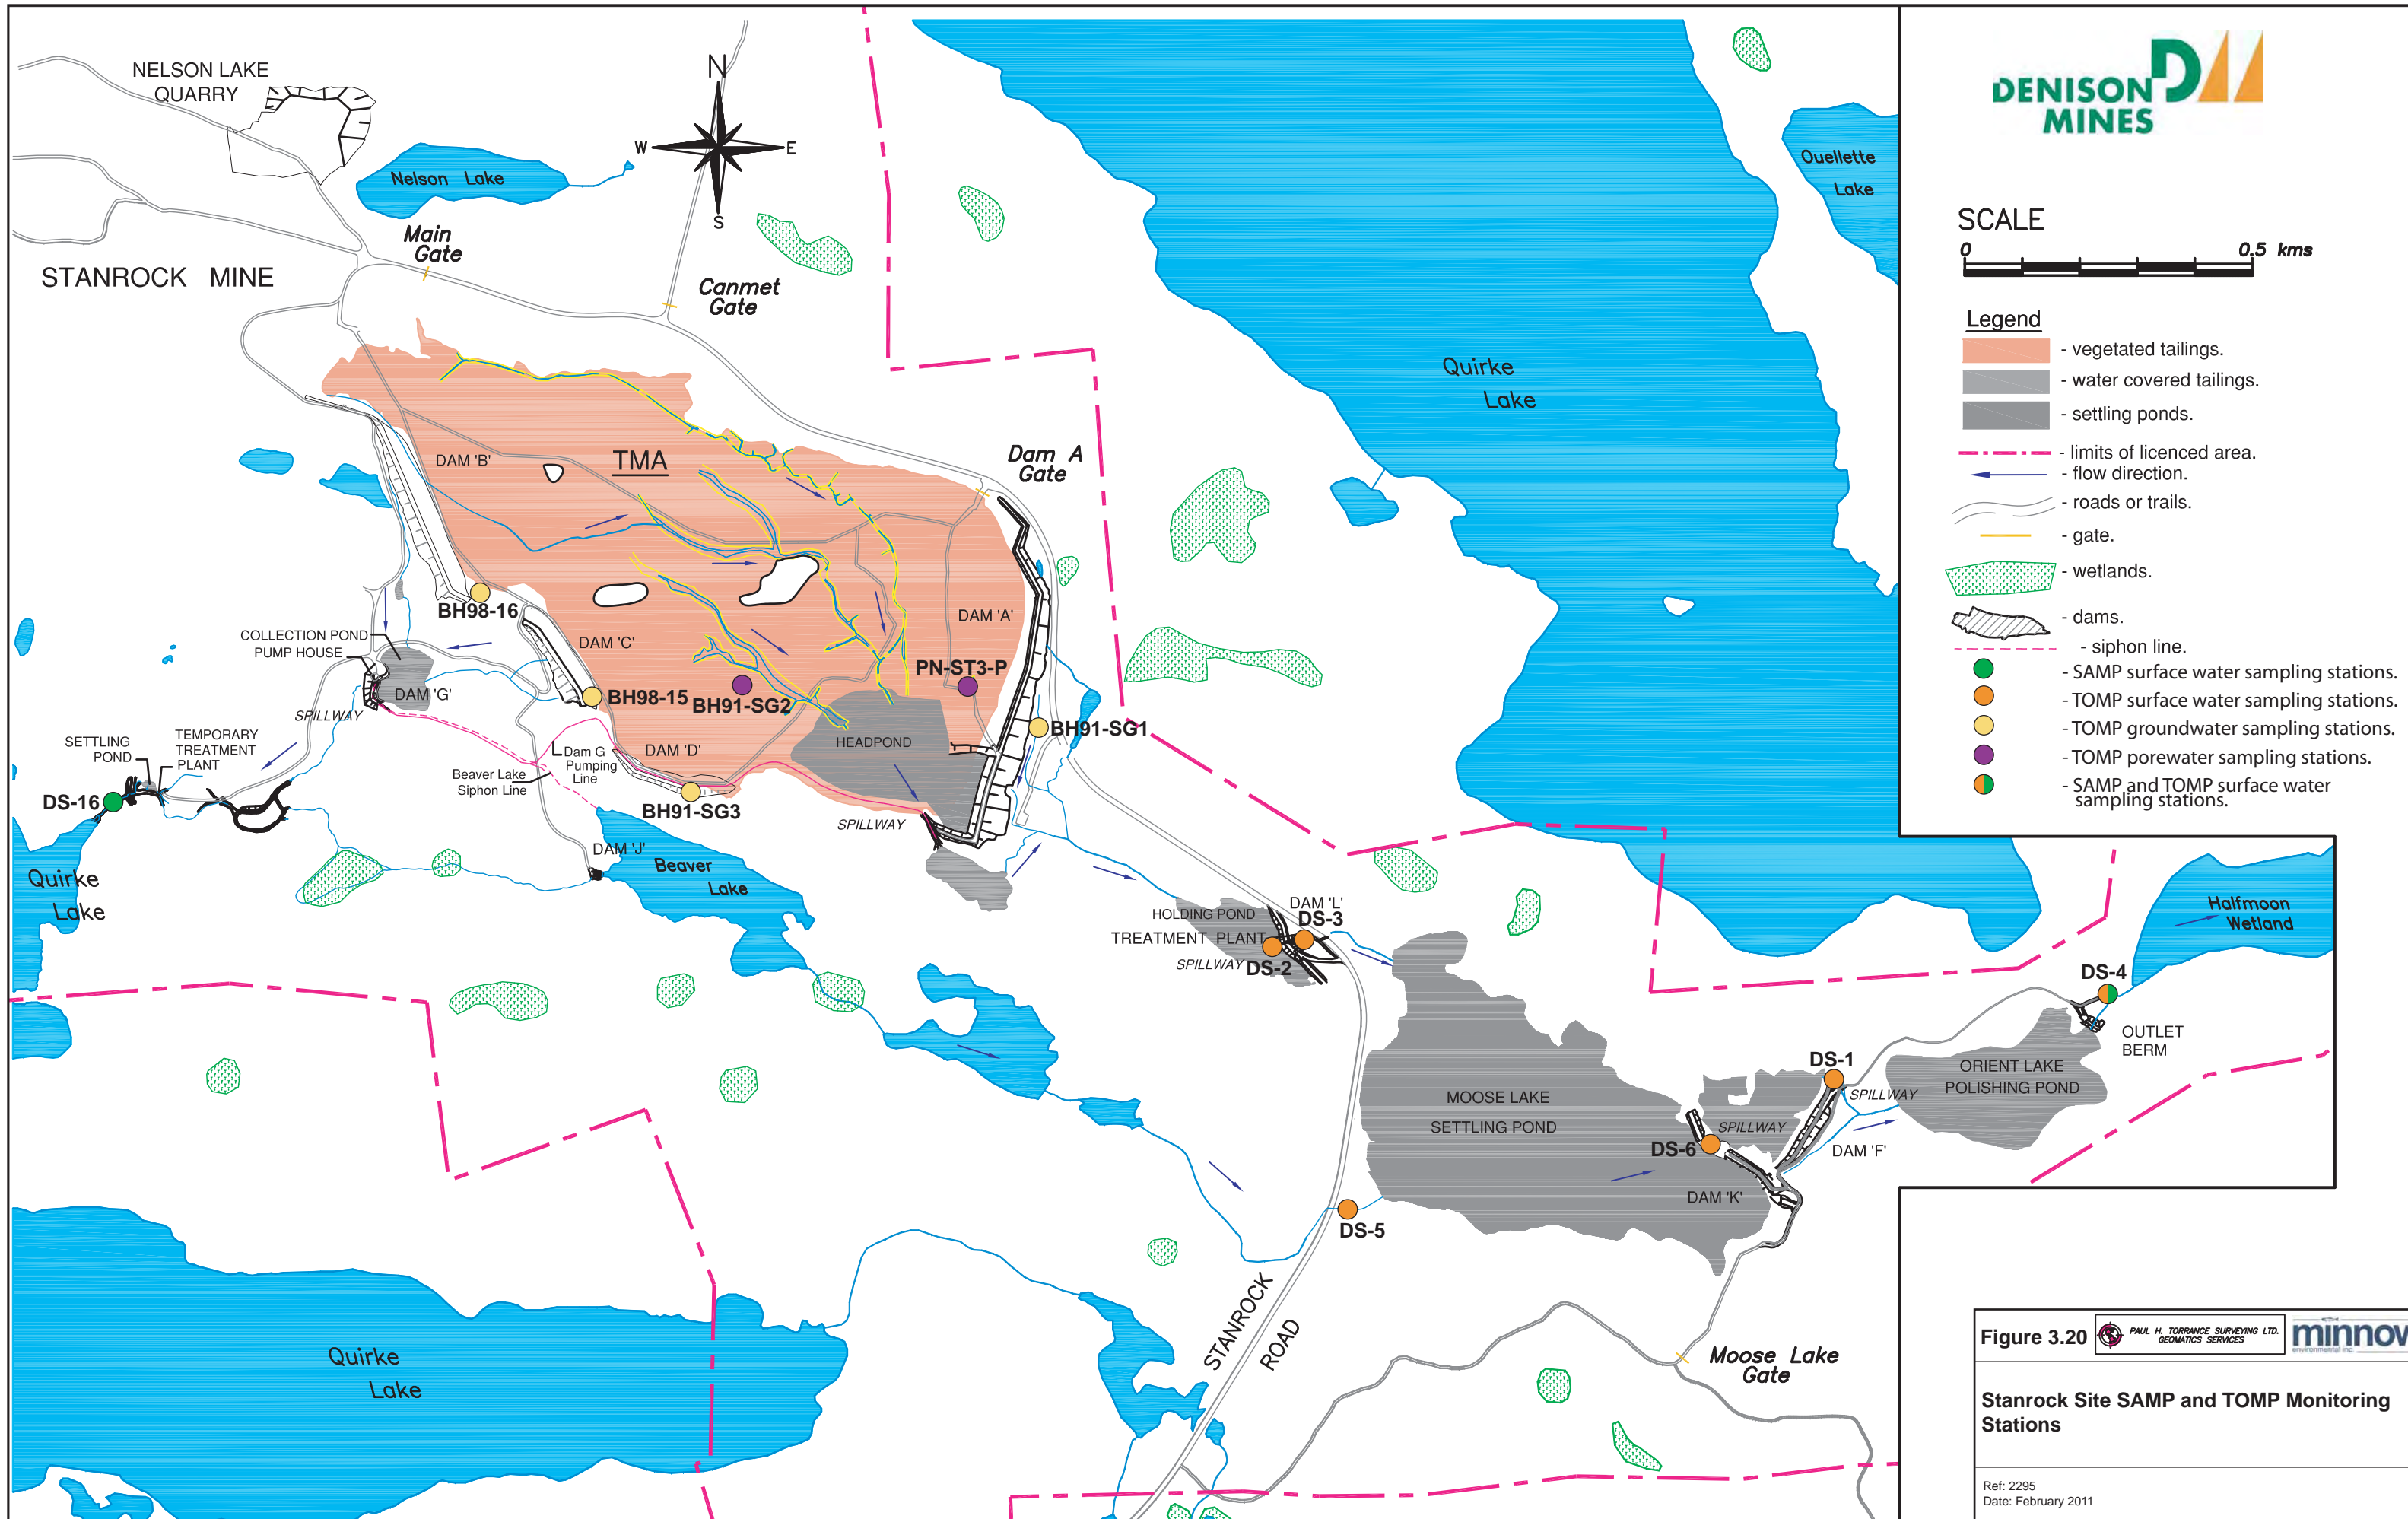 NELSON LAKE
QUARRY
N
W
E
S
Nelson Lake
Main
Gate
STANROCK MINE
Canmet
Gate
Quirke
Lake
Ouellette
Lake
DENISON
MINES
SCALE
0 0.5 kms
Legend
- vegetated tailings.
- water covered tailings.
- settling ponds.
- limits of licenced area.
- flow direction.
- roads or trails.
- gate.
- wetlands.
- dams.
- siphon line.
- SAMP surface water sampling stations.
- TOMP surface water sampling stations.
- TOMP groundwater sampling stations.
- TOMP porewater sampling stations.
- SAMP and TOMP surface water
sampling stations.
DAM 'B'
TMA
Dam A
Gate
BH98-16
DAM 'C'
DAM 'A'
COLLECTION POND
PUMP HOUSE
DAM 'G'
SPILLWAY
BH98-15
BH91-SG2
PN-ST3-P
BH91-SG1
HEADPOND
SETTLING
POND
TEMPORARY
TREATMENT
PLANT
DS-16
Dam G
Pumping
Line
DAM 'D'
Beaver Lake
Siphon Line
BH91-SG3
SPILLWAY
DAM 'J'
Beaver
Lake
Quirke
Lake
HOLDING POND
DAM 'L'
DS-3
TREATMENT PLANT
SPILLWAY
DS-2
Halfmoon
Wetland
DS-4
OUTLET
BERM
ORIENT LAKE
POLISHING POND
DS-1
SPILLWAY
MOOSE LAKE
SETTLING POND
SPILLWAY
DS-6
DAM 'F'
DAM 'K'
DS-5
STANROCK
ROAD
Quirke
Lake
Moose Lake
Gate
Figure 3.20
PAUL H. TORRANCE SURVEYING LTD.
GEOMATICS SERVICES
minnow
environmental inc.
Stanrock Site SAMP and TOMP Monitoring
Stations
Ref: 2295
Date: February 2011